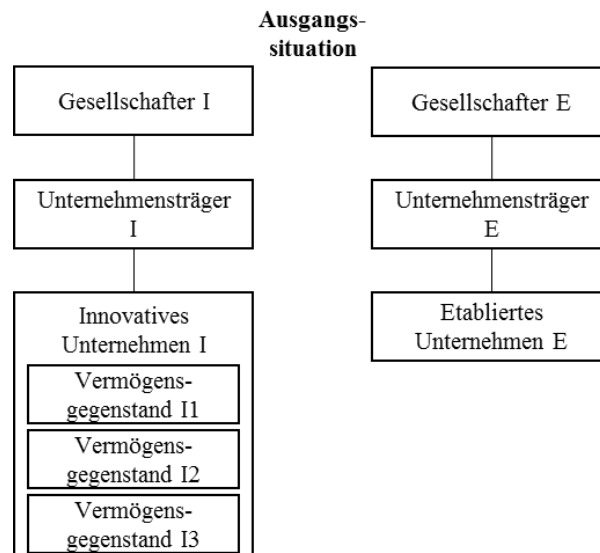 Ausgangs-
situation
Gesellschafter I
Unternehmensträger
I
Innovatives
Unternehmen I
Vermögens-
gegenstand I1
Vermögens-
gegenstand I2
Vermögens-
gegenstand I3
Gesellschafter E
Unternehmensträger
E
Etabliertes
Unternehmen E